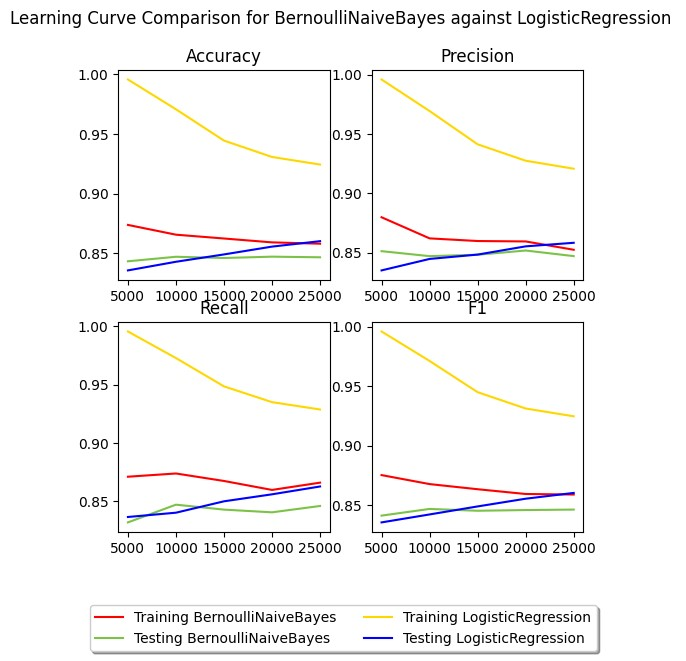 Learning Curve Comparison for BernoulliNaiveBayes against LogisticRegression
Accuracy
1.00
0.95
0.90
0.85
5000 10000 15000 20000 25000
Precision
1.00
0.95
0.90
0.85
5000 10000 15000 20000 25000
Recall
1.00
0.95
0.90
0.85
5000 10000 15000 20000 25000
F1
1.00
0.95
0.90
0.85
5000 10000 15000 20000 25000
Training BernoulliNaiveBayes
Testing BernoulliNaiveBayes
Training LogisticRegression
Testing LogisticRegression